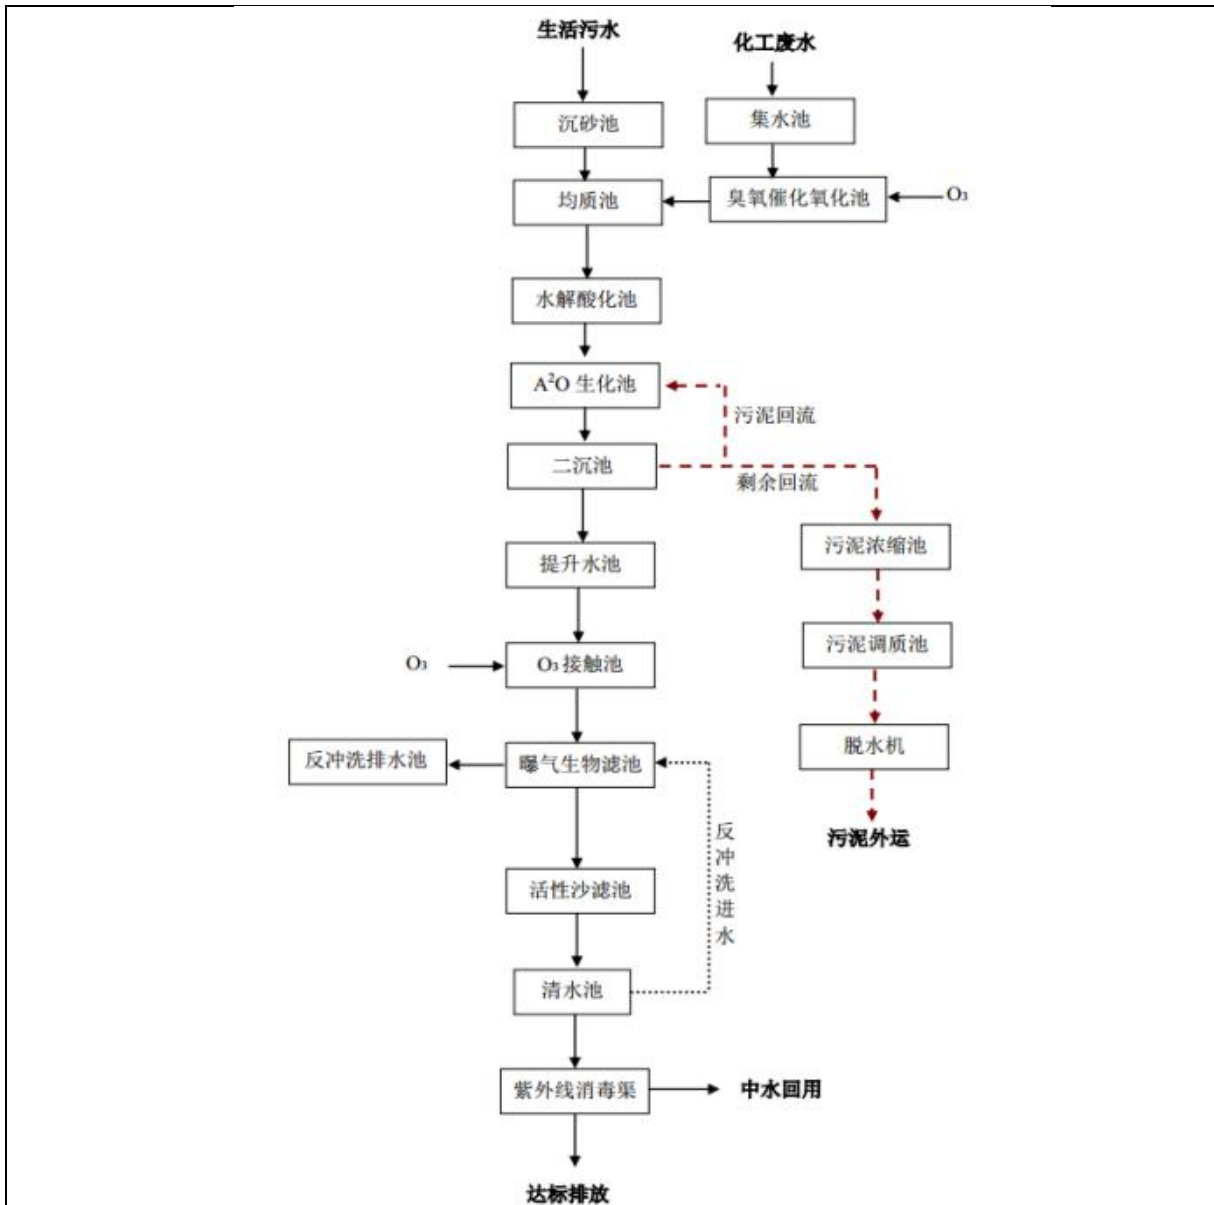 生活污水
化工废水
沉砂池
集水池
均质池
臭氧催化氧化池
O₃
水解酸化池
A²O 生化池
污泥回流
二沉池
剩余回流
污泥浓缩池
提升水池
污泥调质池
O₃
O₃ 接触池
脱水机
反冲洗排水池
曝气生物滤池
污泥外运
反冲洗进水
活性沙滤池
清水池
紫外线消毒渠
中水回用
达标排放